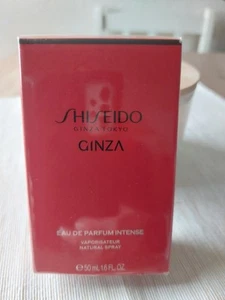 SHISEIDO
GINZA TOKYO
GINZA
EAU DE PARFUM INTENSE
VAPORISATEUR
NATURAL SPRAY
℮50 mL 1.6 FL.OZ.